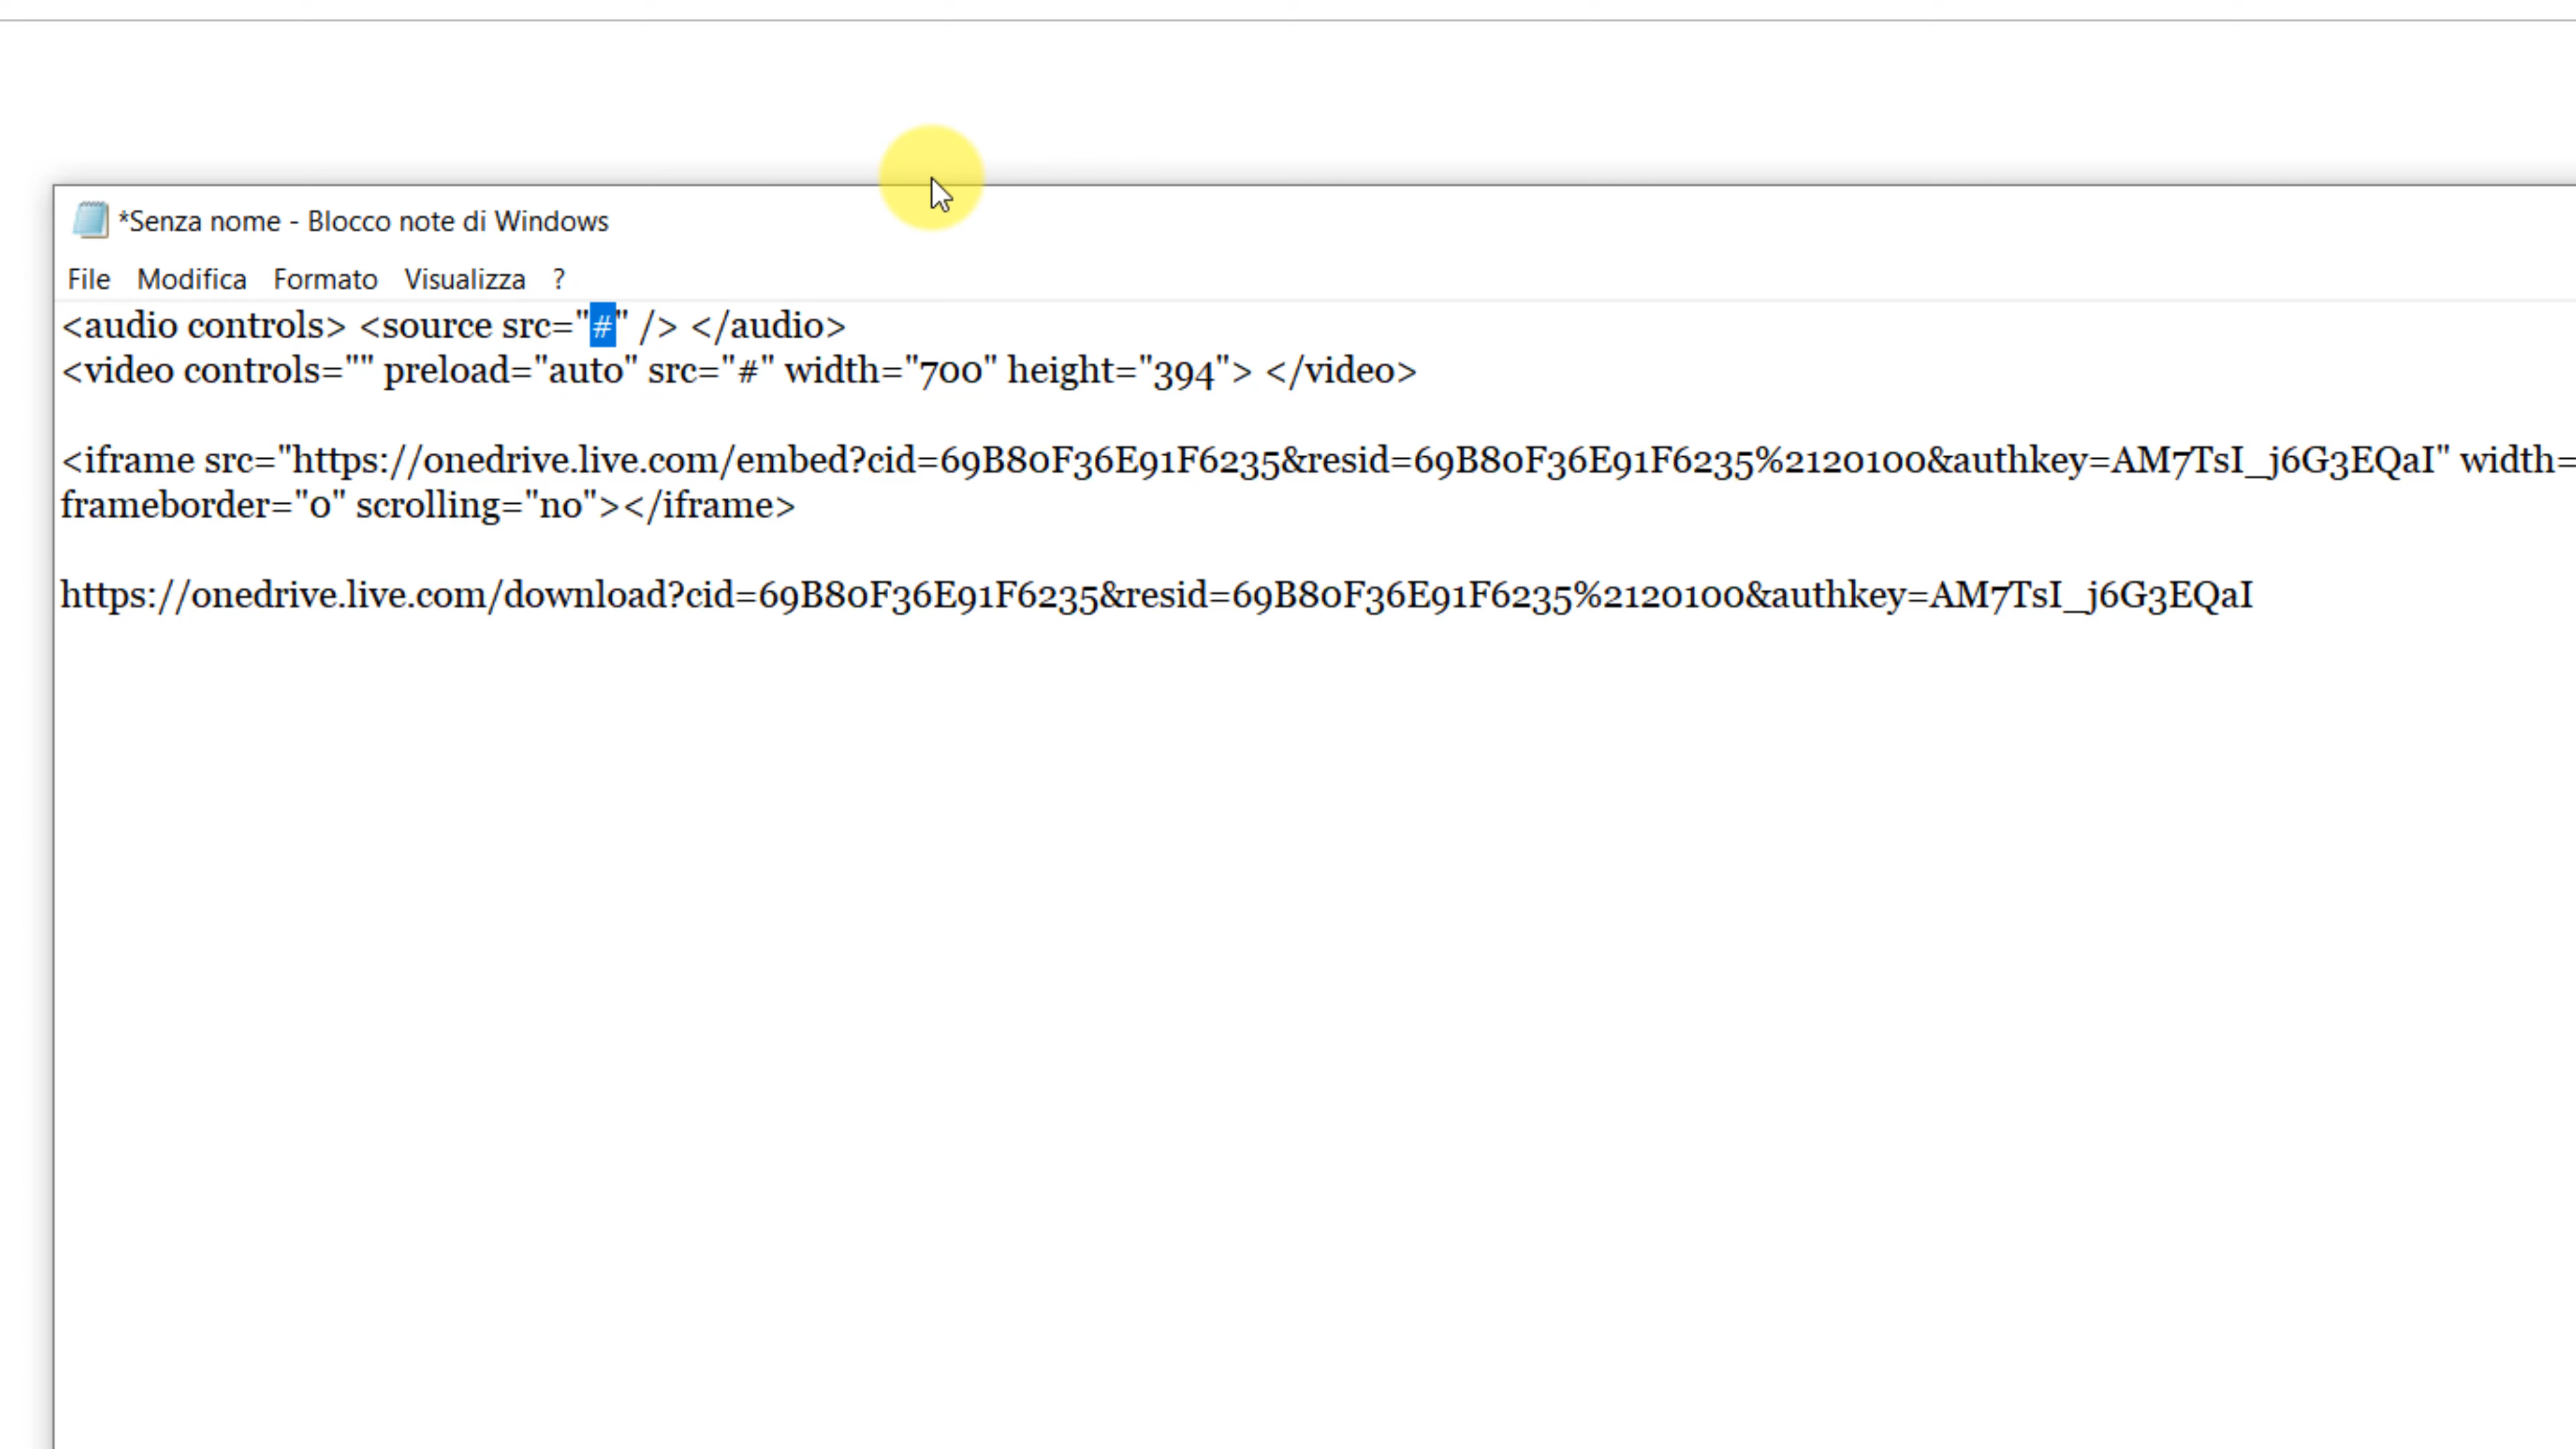 *Senza nome - Blocco note di Windows
File Modifica Formato Visualizza ?
<audio controls> <source src="#" /> </audio>
<video controls="" preload="auto" src="#" width="700" height="394"> </video>
<iframe src="https://onedrive.live.com/embed?cid=69B80F36E91F6235&resid=69B80F36E91F6235%2120100&authkey=AM7TsI_j6G3EQaI" width=
frameborder="0" scrolling="no"></iframe>
https://onedrive.live.com/download?cid=69B80F36E91F6235&resid=69B80F36E91F6235%2120100&authkey=AM7TsI_j6G3EQaI